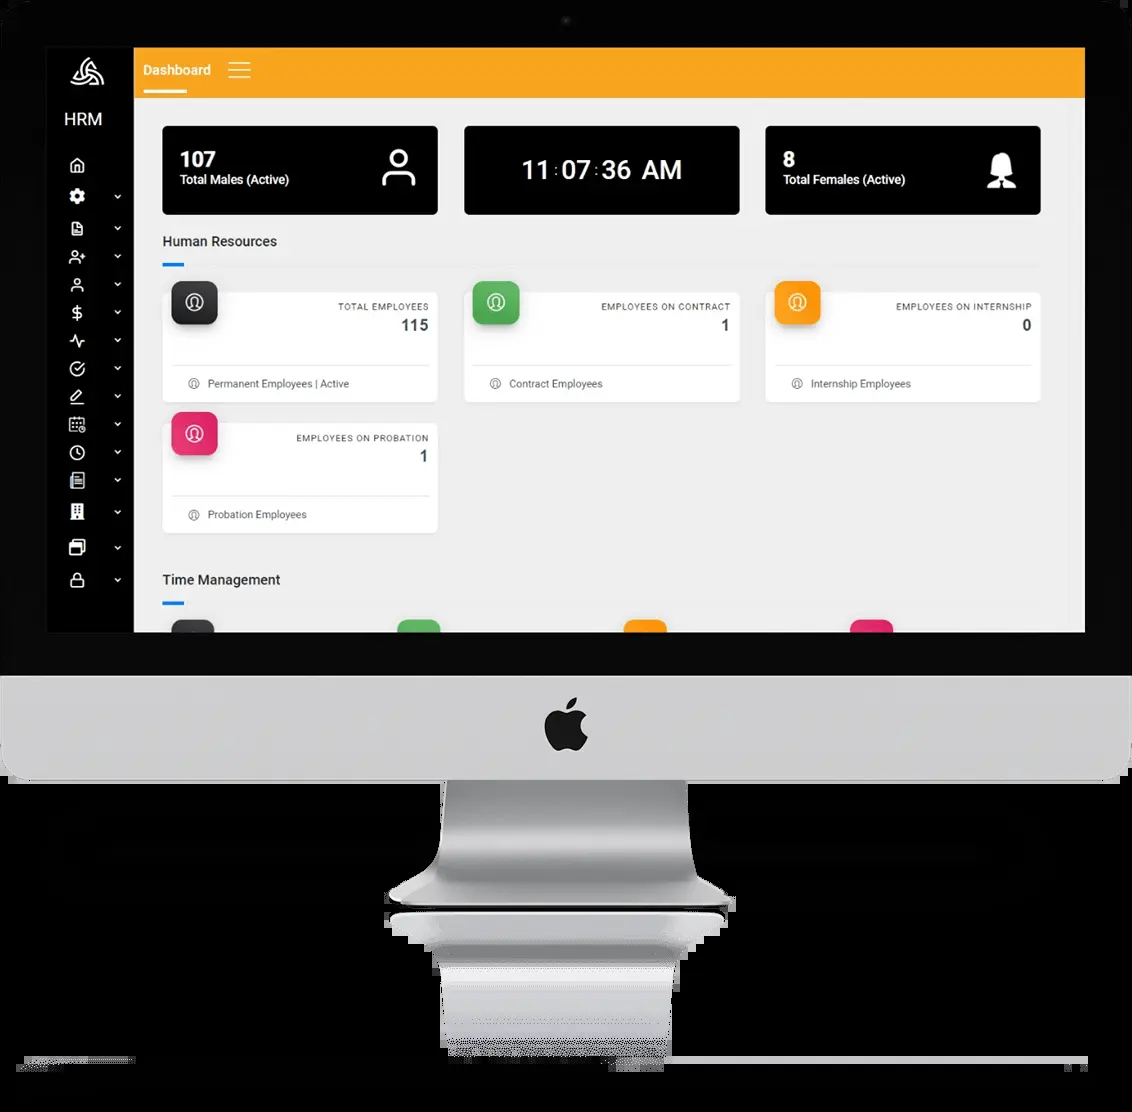 Dashboard
HRM
107
Total Males (Active)
11:07:36 AM
8
Total Females (Active)
Human Resources
TOTAL EMPLOYEES
115
Permanent Employees | Active
EMPLOYEES ON CONTRACT
1
Contract Employees
EMPLOYEES ON INTERNSHIP
0
Internship Employees
EMPLOYEES ON PROBATION
1
Probation Employees
Time Management